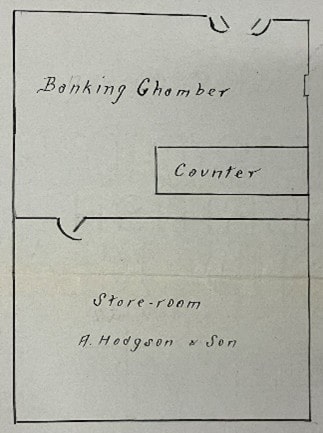 Banking Chamber
Counter
Store-room
A. Hodgson & Son